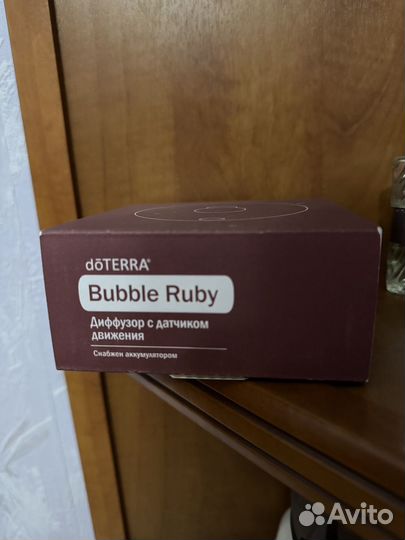 dōTERRA®
Bubble Ruby
Диффузор с датчиком
движения
Снабжен аккумулятором
Avito